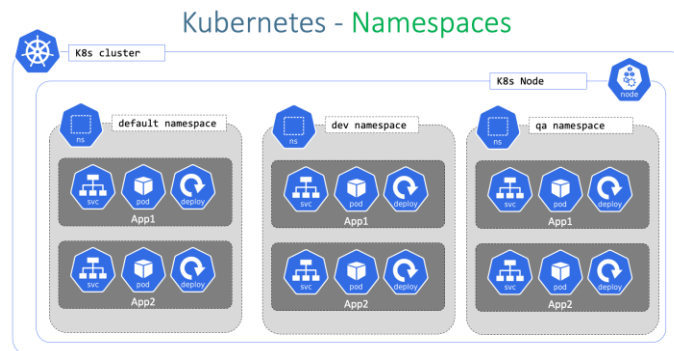 Kubernetes - Namespaces
K8s cluster
K8s Node
node
default namespace
ns
svc
pod
deploy
App1
svc
pod
deploy
App2
dev namespace
ns
svc
pod
deploy
App1
svc
pod
deploy
App2
qa namespace
ns
svc
pod
deploy
App1
svc
pod
deploy
App2